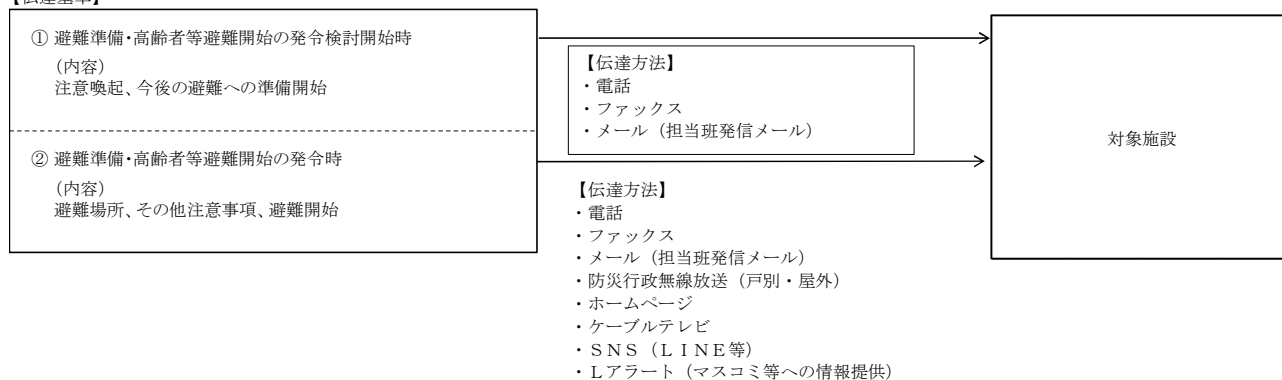 【伝達基準】
① 避難準備・高齢者等避難開始の発令検討開始時
(内容)
注意喚起、今後の避難への準備開始
【伝達方法】
・電話
・ファックス
・メール（担当班発信メール）
② 避難準備・高齢者等避難開始の発令時
(内容)
避難場所、その他注意事項、避難開始
【伝達方法】
・電話
・ファックス
・メール（担当班発信メール）
・防災行政無線放送（戸別・屋外）
・ホームページ
・ケーブルテレビ
・ＳＮＳ（ＬＩＮＥ等）
・Ｌアラート（マスコミ等への情報提供）
対象施設